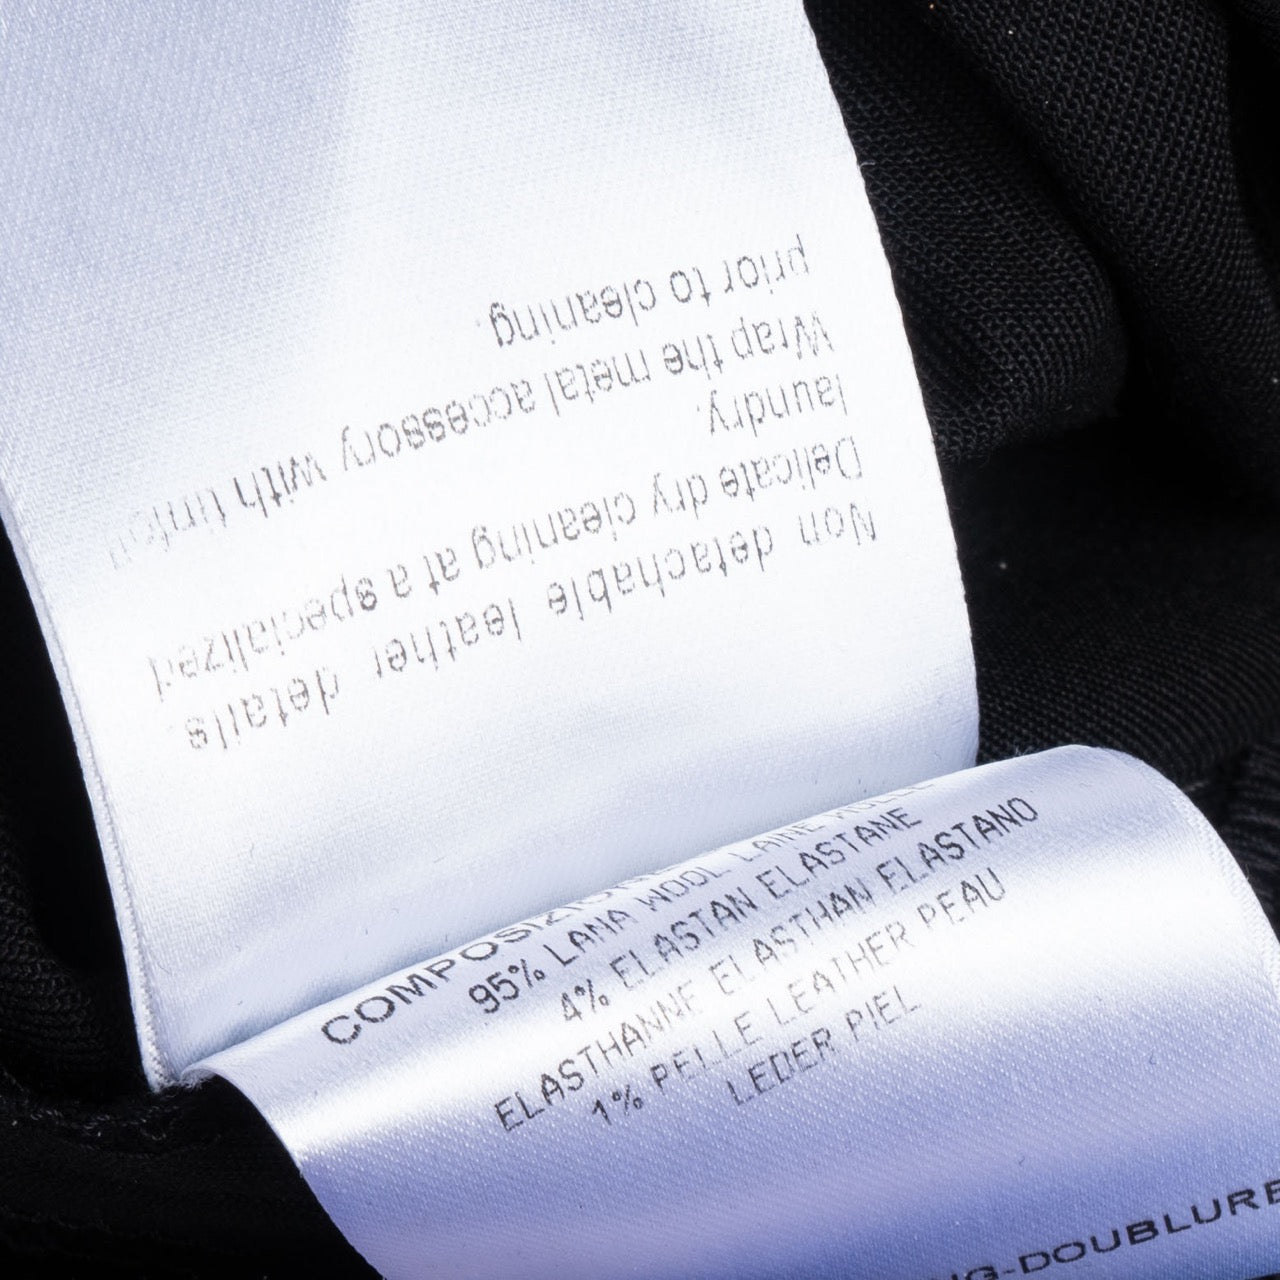 Non detachable leather details.
Delicate dry cleaning at a specialized
laundry.
Wrap the metal accessory with tinfoil
prior to cleaning.
95% LANA WOOL LAINE WOLLE
4% ELASTAN ELASTANE
ELASTHANNE ELASTHAN ELASTANO
1% PELLE LEATHER PEAU
LEDER PIEL
-DOUBLURE